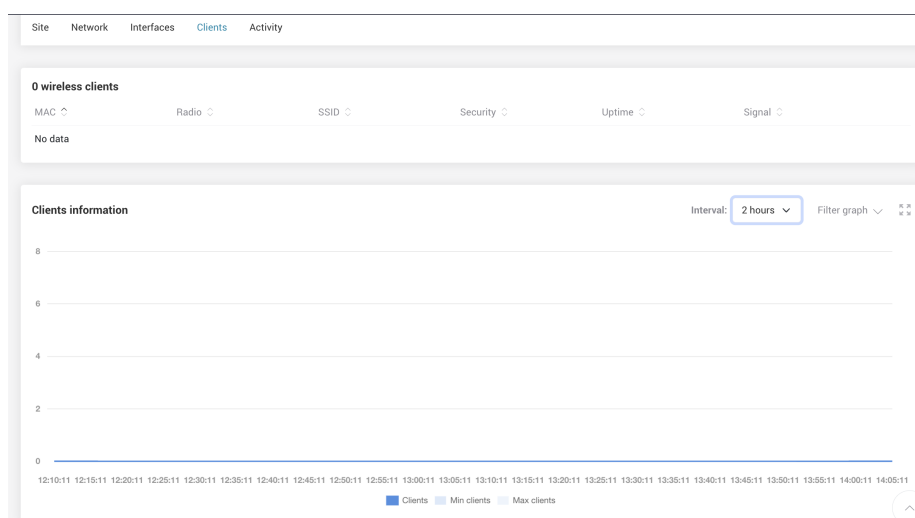 Site Network Interfaces Clients Activity
0 wireless clients
MAC Radio SSID Security Uptime Signal
No data
Clients information Interval: 2 hours Filter graph
8
6
4
2
0
12:10:11 12:15:11 12:20:11 12:25:11 12:30:11 12:35:11 12:40:11 12:45:11 12:50:11 12:55:11 13:00:11 13:05:11 13:10:11 13:15:11 13:20:11 13:25:11 13:30:11 13:35:11 13:40:11 13:45:11 13:50:11 13:55:11 14:00:11 14:05:11
Clients Min clients Max clients